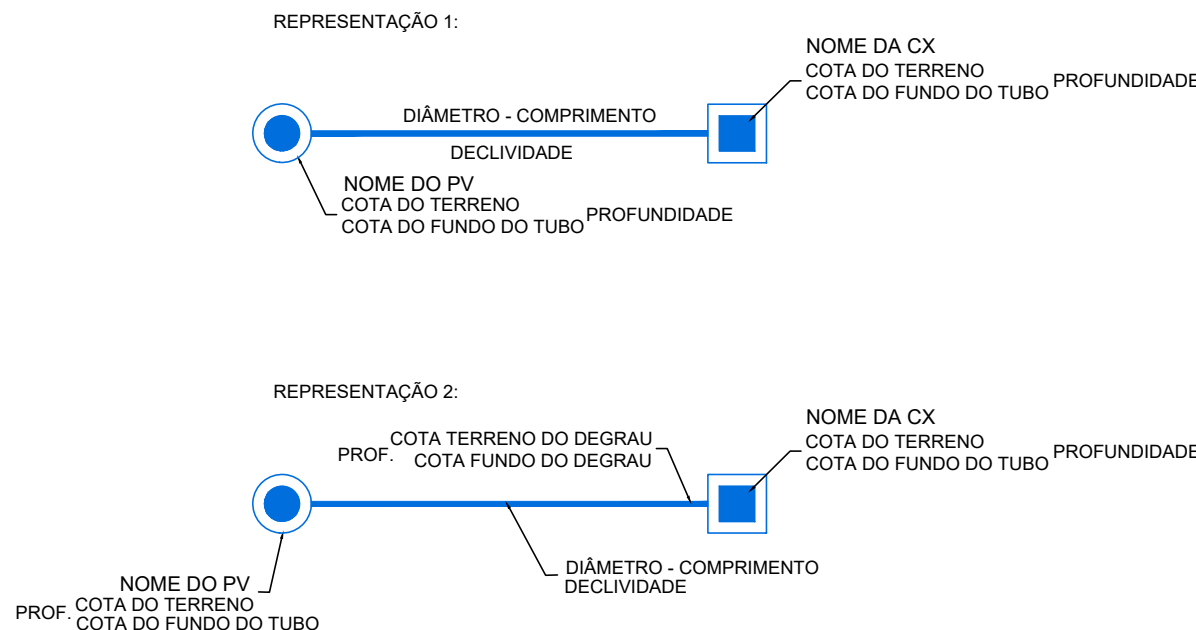 REPRESENTAÇÃO 1:
NOME DA CX
COTA DO TERRENO
COTA DO FUNDO DO TUBO PROFUNDIDADE
DIÂMETRO - COMPRIMENTO
DECLIVIDADE
NOME DO PV
COTA DO TERRENO
COTA DO FUNDO DO TUBO PROFUNDIDADE
REPRESENTAÇÃO 2:
NOME DA CX
COTA DO TERRENO
COTA DO FUNDO DO TUBO PROFUNDIDADE
COTA TERRENO DO DEGRAU
PROF. COTA FUNDO DO DEGRAU
DIÂMETRO - COMPRIMENTO
DECLIVIDADE
NOME DO PV
PROF. COTA DO TERRENO
COTA DO FUNDO DO TUBO